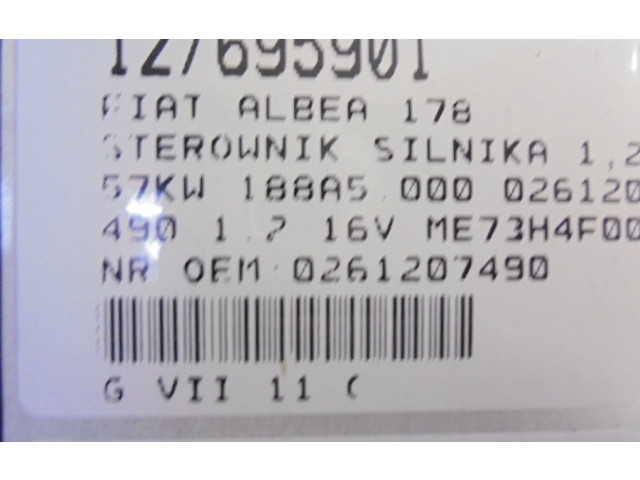 127695901
FIAT ALBEA 178
STEROWNIK SILNIKA 1,2
57KW 188A5.000 026120
490 1.2 16V ME73H4F00
NR OEM:0261207490
G VII 11 C